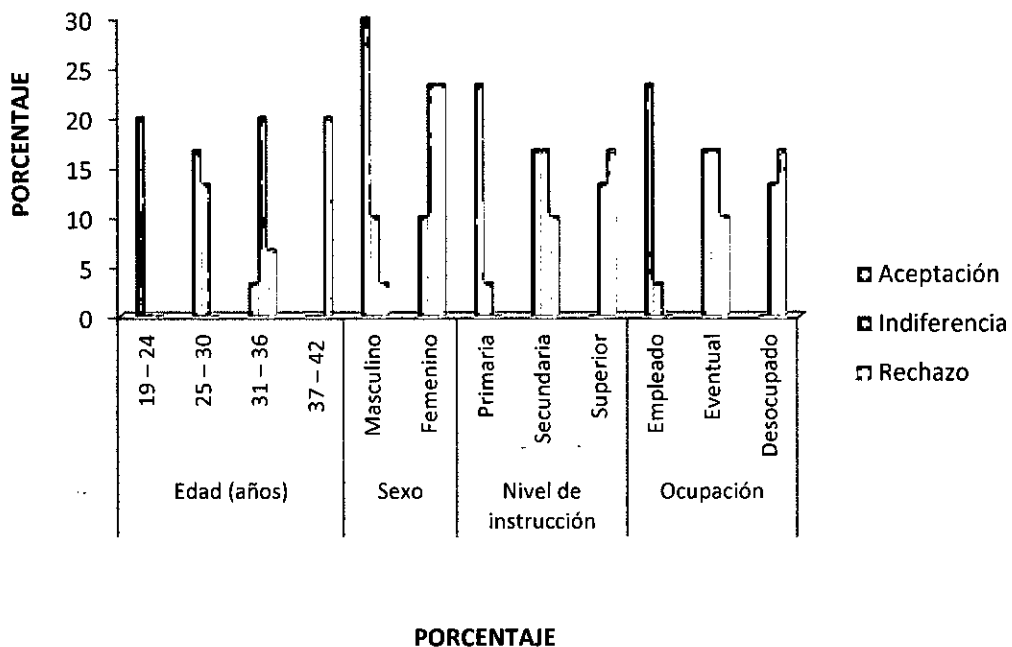 PORCENTAJE
30
25
20
15
10
5
0
19 – 24
25 – 30
31 – 36
37 – 42
Masculino
Femenino
Primaria
Secundaria
Superior
Empleado
Eventual
Desocupado
Edad (años)
Sexo
Nivel de
instrucción
Ocupación
Aceptación
Indiferencia
Rechazo
PORCENTAJE